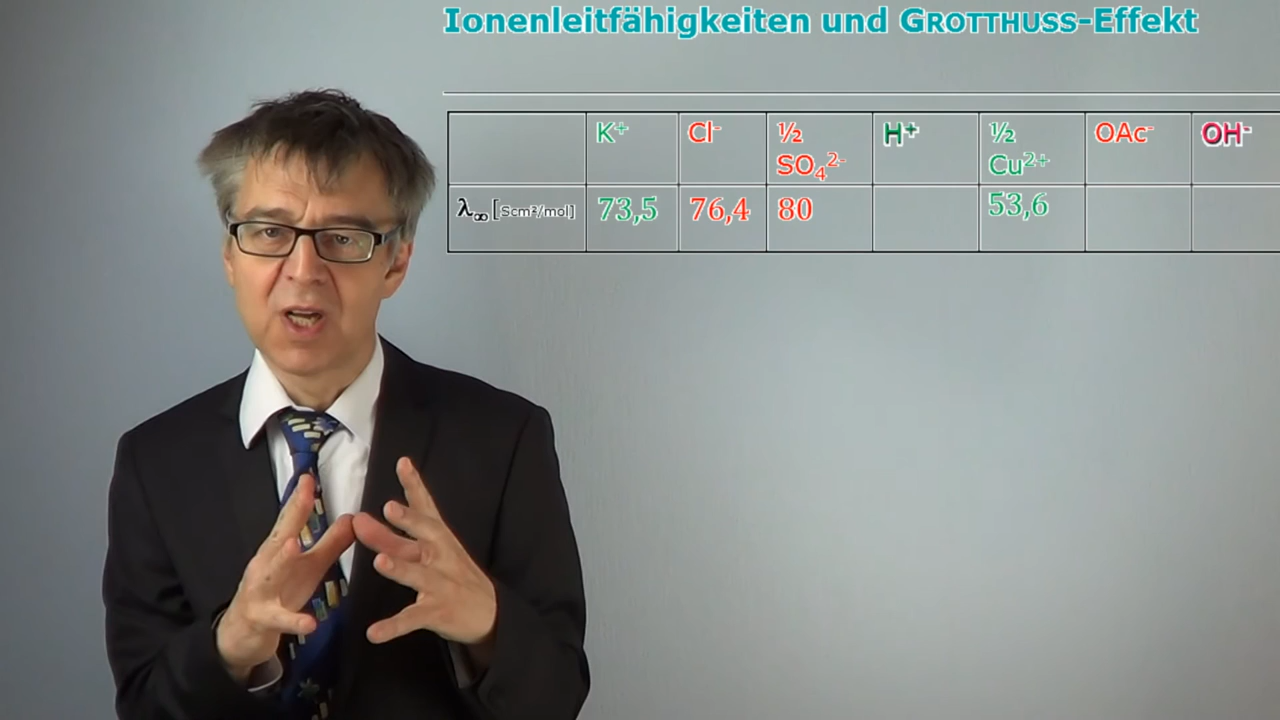 Ionenleitfähigkeiten und GROTTHUSS-Effekt
K⁺ Cl⁻ ½ SO₄²⁻ H⁺ ½ Cu²⁺ OAc⁻ OH⁻
λ∞ [Scm²/mol] 73,5 76,4 80 53,6